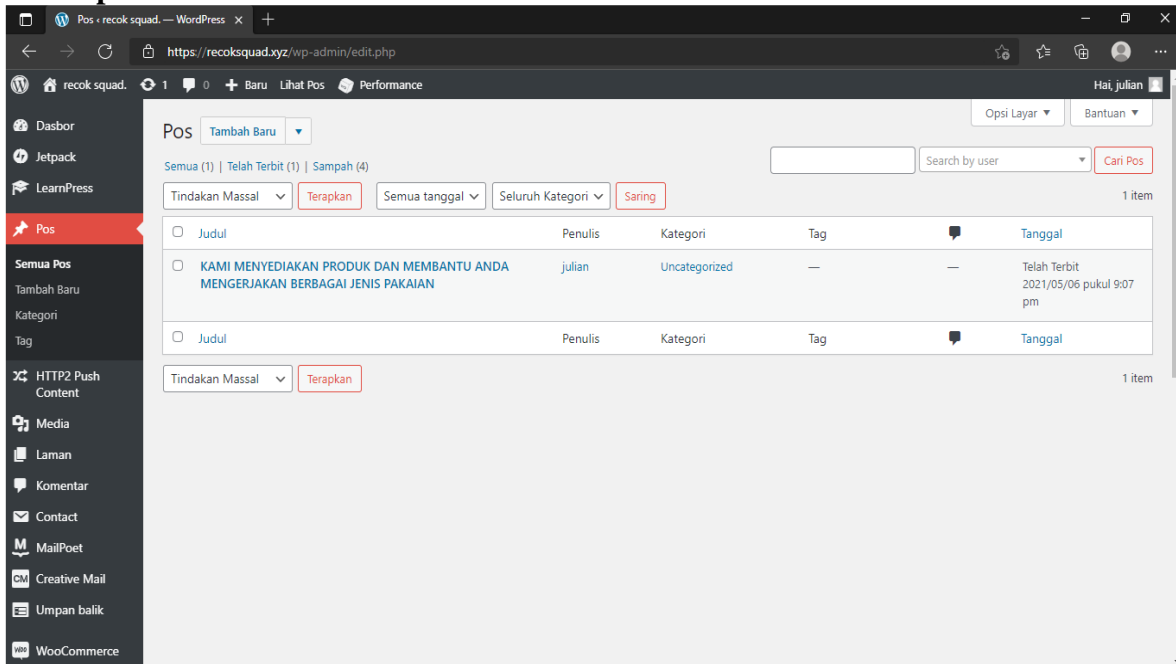 Pos ‹ recok squad. — WordPress
https://recoksquad.xyz/wp-admin/edit.php
recok squad. 1 0 Baru Lihat Pos Performance Hai, julian
Opsi Layar Bantuan
Dasbor
Jetpack
LearnPress
Pos
Semua Pos
Tambah Baru
Kategori
Tag
HTTP2 Push
Content
Media
Laman
Komentar
Contact
MailPoet
CM Creative Mail
Umpan balik
Woo WooCommerce
Pos Tambah Baru
Semua (1) | Telah Terbit (1) | Sampah (4)
Search by user Cari Pos
Tindakan Massal Terapkan Semua tanggal Seluruh Kategori Saring 1 item
Judul Penulis Kategori Tag Tanggal
KAMI MENYEDIAKAN PRODUK DAN MEMBANTU ANDA
MENGERJAKAN BERBAGAI JENIS PAKAIAN
julian Uncategorized — —
Telah Terbit
2021/05/06 pukul 9:07
pm
Judul Penulis Kategori Tag Tanggal
Tindakan Massal Terapkan 1 item